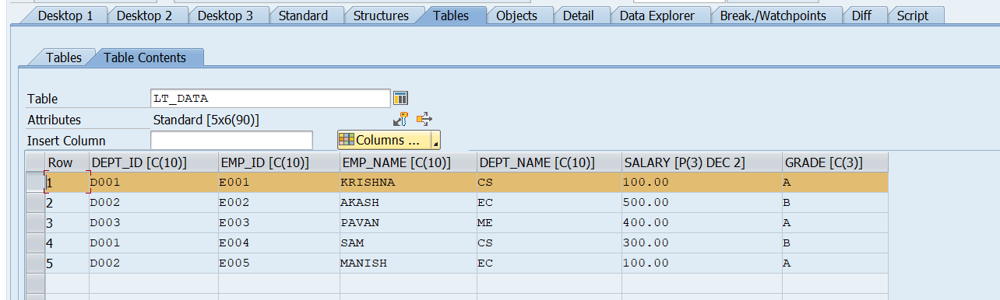 Desktop 1 Desktop 2 Desktop 3 Standard Structures Tables Objects Detail Data Explorer Break./Watchpoints Diff Script
Tables Table Contents
Table LT_DATA
Attributes Standard [5x6(90)]
Insert Column Columns ...
Row DEPT_ID [C(10)] EMP_ID [C(10)] EMP_NAME [C(10)] DEPT_NAME [C(10)] SALARY [P(3) DEC 2] GRADE [C(3)]
1 D001 E001 KRISHNA CS 100.00 A
2 D002 E002 AKASH EC 500.00 B
3 D003 E003 PAVAN ME 400.00 A
4 D001 E004 SAM CS 300.00 B
5 D002 E005 MANISH EC 100.00 A